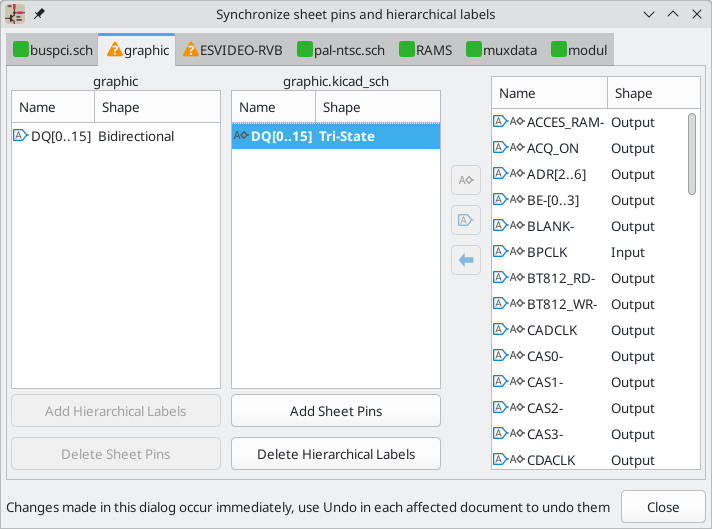 Synchronize sheet pins and hierarchical labels
buspci.sch graphic ESVIDEO-RVB pal-ntsc.sch RAMS muxdata modul
graphic
Name Shape
DQ[0..15] Bidirectional
Add Hierarchical Labels
Delete Sheet Pins
graphic.kicad_sch
Name Shape
DQ[0..15] Tri-State
Add Sheet Pins
Delete Hierarchical Labels
Name Shape
ACCES_RAM- Output
ACQ_ON Output
ADR[2..6] Output
BE-[0..3] Output
BLANK- Output
BPCLK Input
BT812_RD- Output
BT812_WR- Output
CADCLK Output
CAS0- Output
CAS1- Output
CAS2- Output
CAS3- Output
CDACLK Output
Changes made in this dialog occur immediately, use Undo in each affected document to undo them
Close